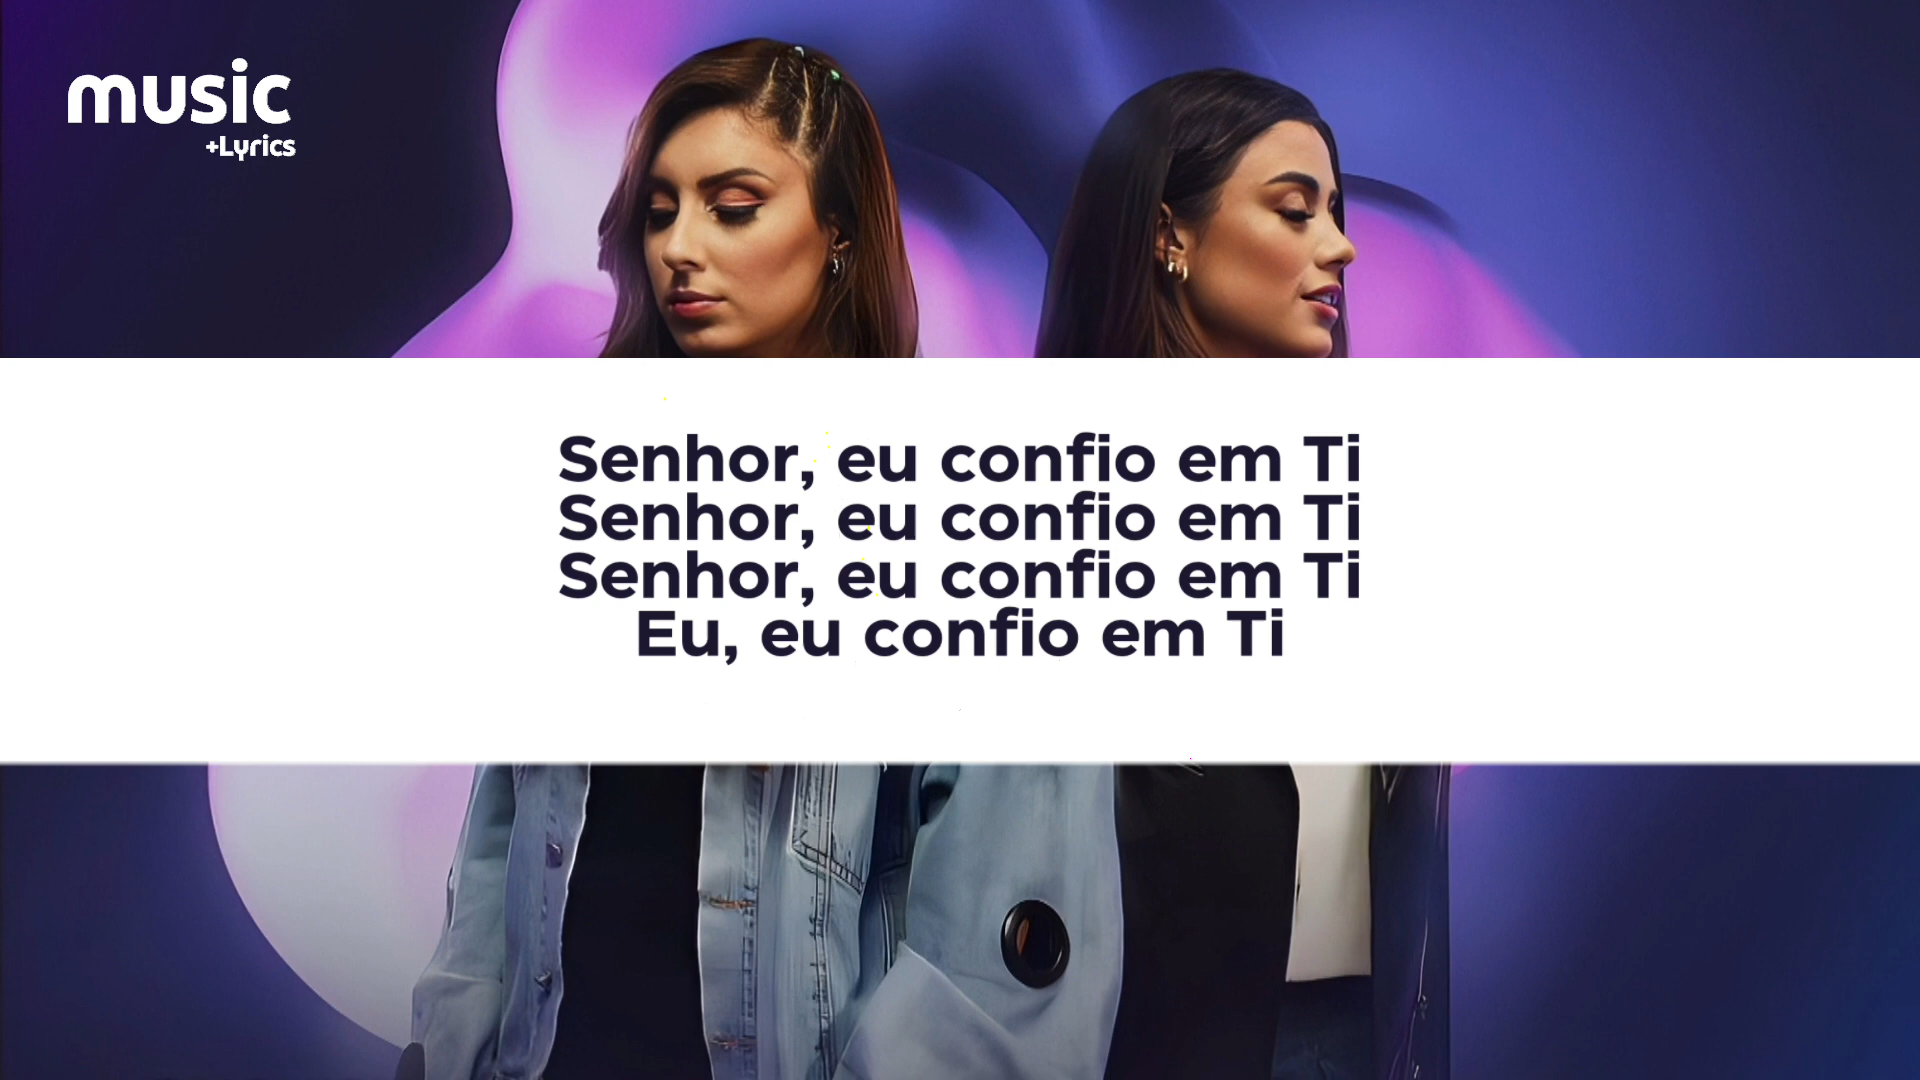 music
+Lyrics
Senhor, eu confio em Ti
Senhor, eu confio em Ti
Senhor, eu confio em Ti
Eu, eu confio em Ti